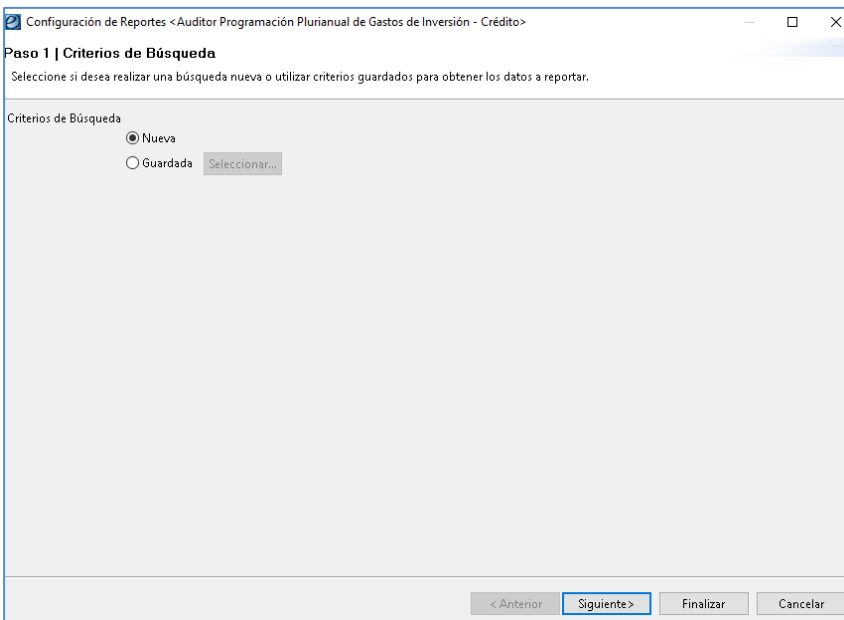 Configuración de Reportes <Auditor Programación Plurianual de Gastos de Inversión - Crédito>
Paso 1 | Criterios de Búsqueda
Seleccione si desea realizar una búsqueda nueva o utilizar criterios guardados para obtener los datos a reportar.
Criterios de Búsqueda
Nueva
Guardada Seleccionar...
< Anterior Siguiente> Finalizar Cancelar